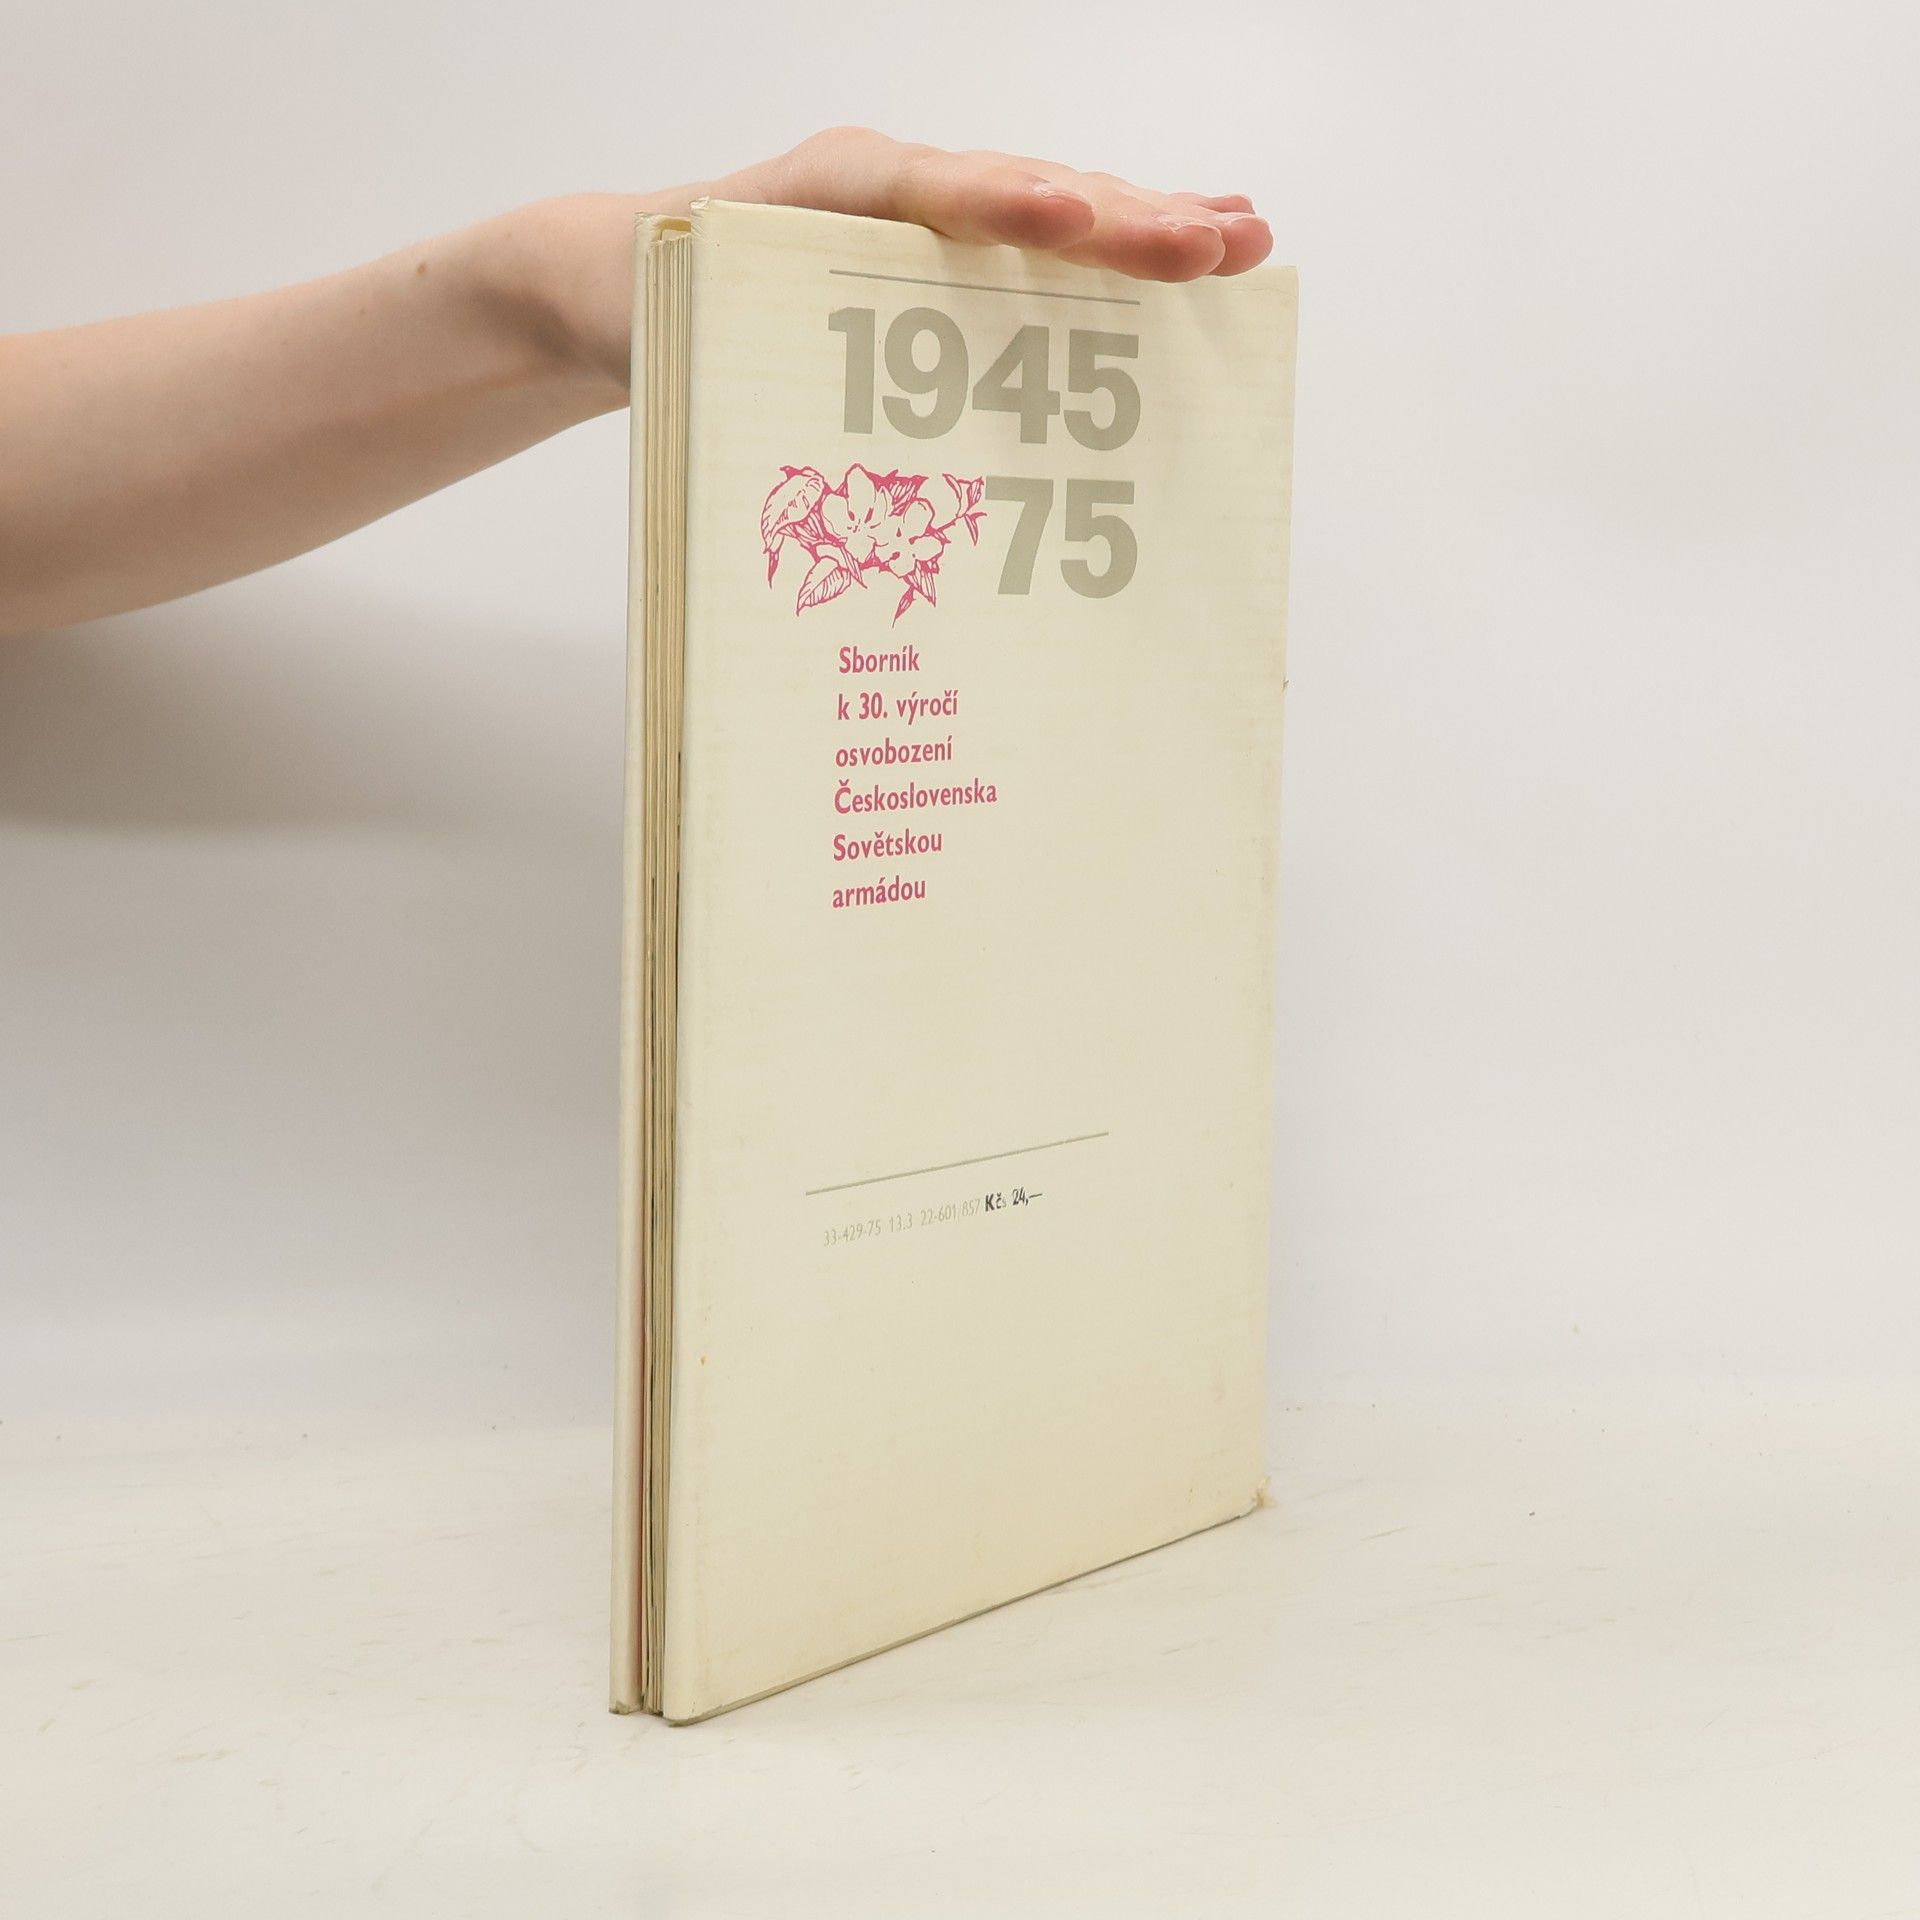 1945
75
Sborník
k 30. výročí
osvobození
Československa
Sovětskou
armádou
33-429-75 13.3 22-601/857 Kčs 24,—